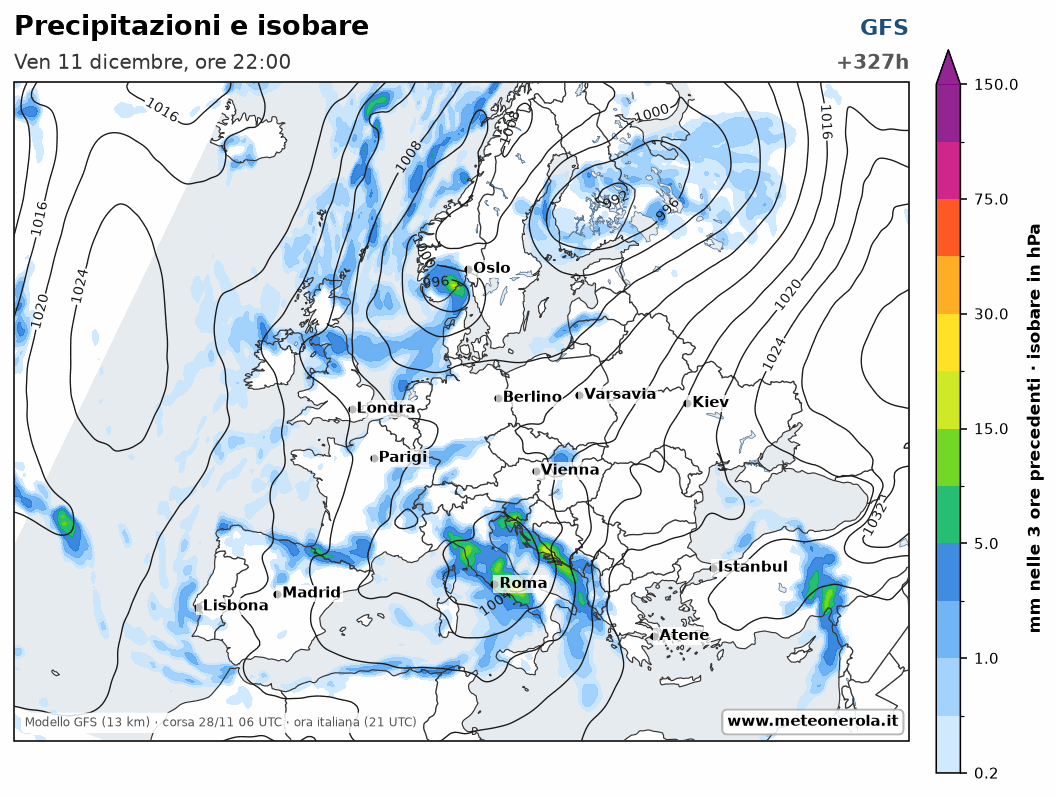 Precipitazioni e isobare
GFS
Ven 11 dicembre, ore 22:00
+327h
1016
1016
1000
1008
1008
1016
992
996
1024
1020
1000
996
Oslo
1020
1024
Londra
Berlino
Varsavia
Kiev
Parigi
Vienna
1032
Istanbul
Roma
Madrid
Lisbona
Atene
Modello GFS (13 km) · corsa 28/11 06 UTC · ora italiana (21 UTC)
www.meteonerola.it
150.0
75.0
30.0
15.0
5.0
1.0
0.2
mm nelle 3 ore precedenti · isobare in hPa